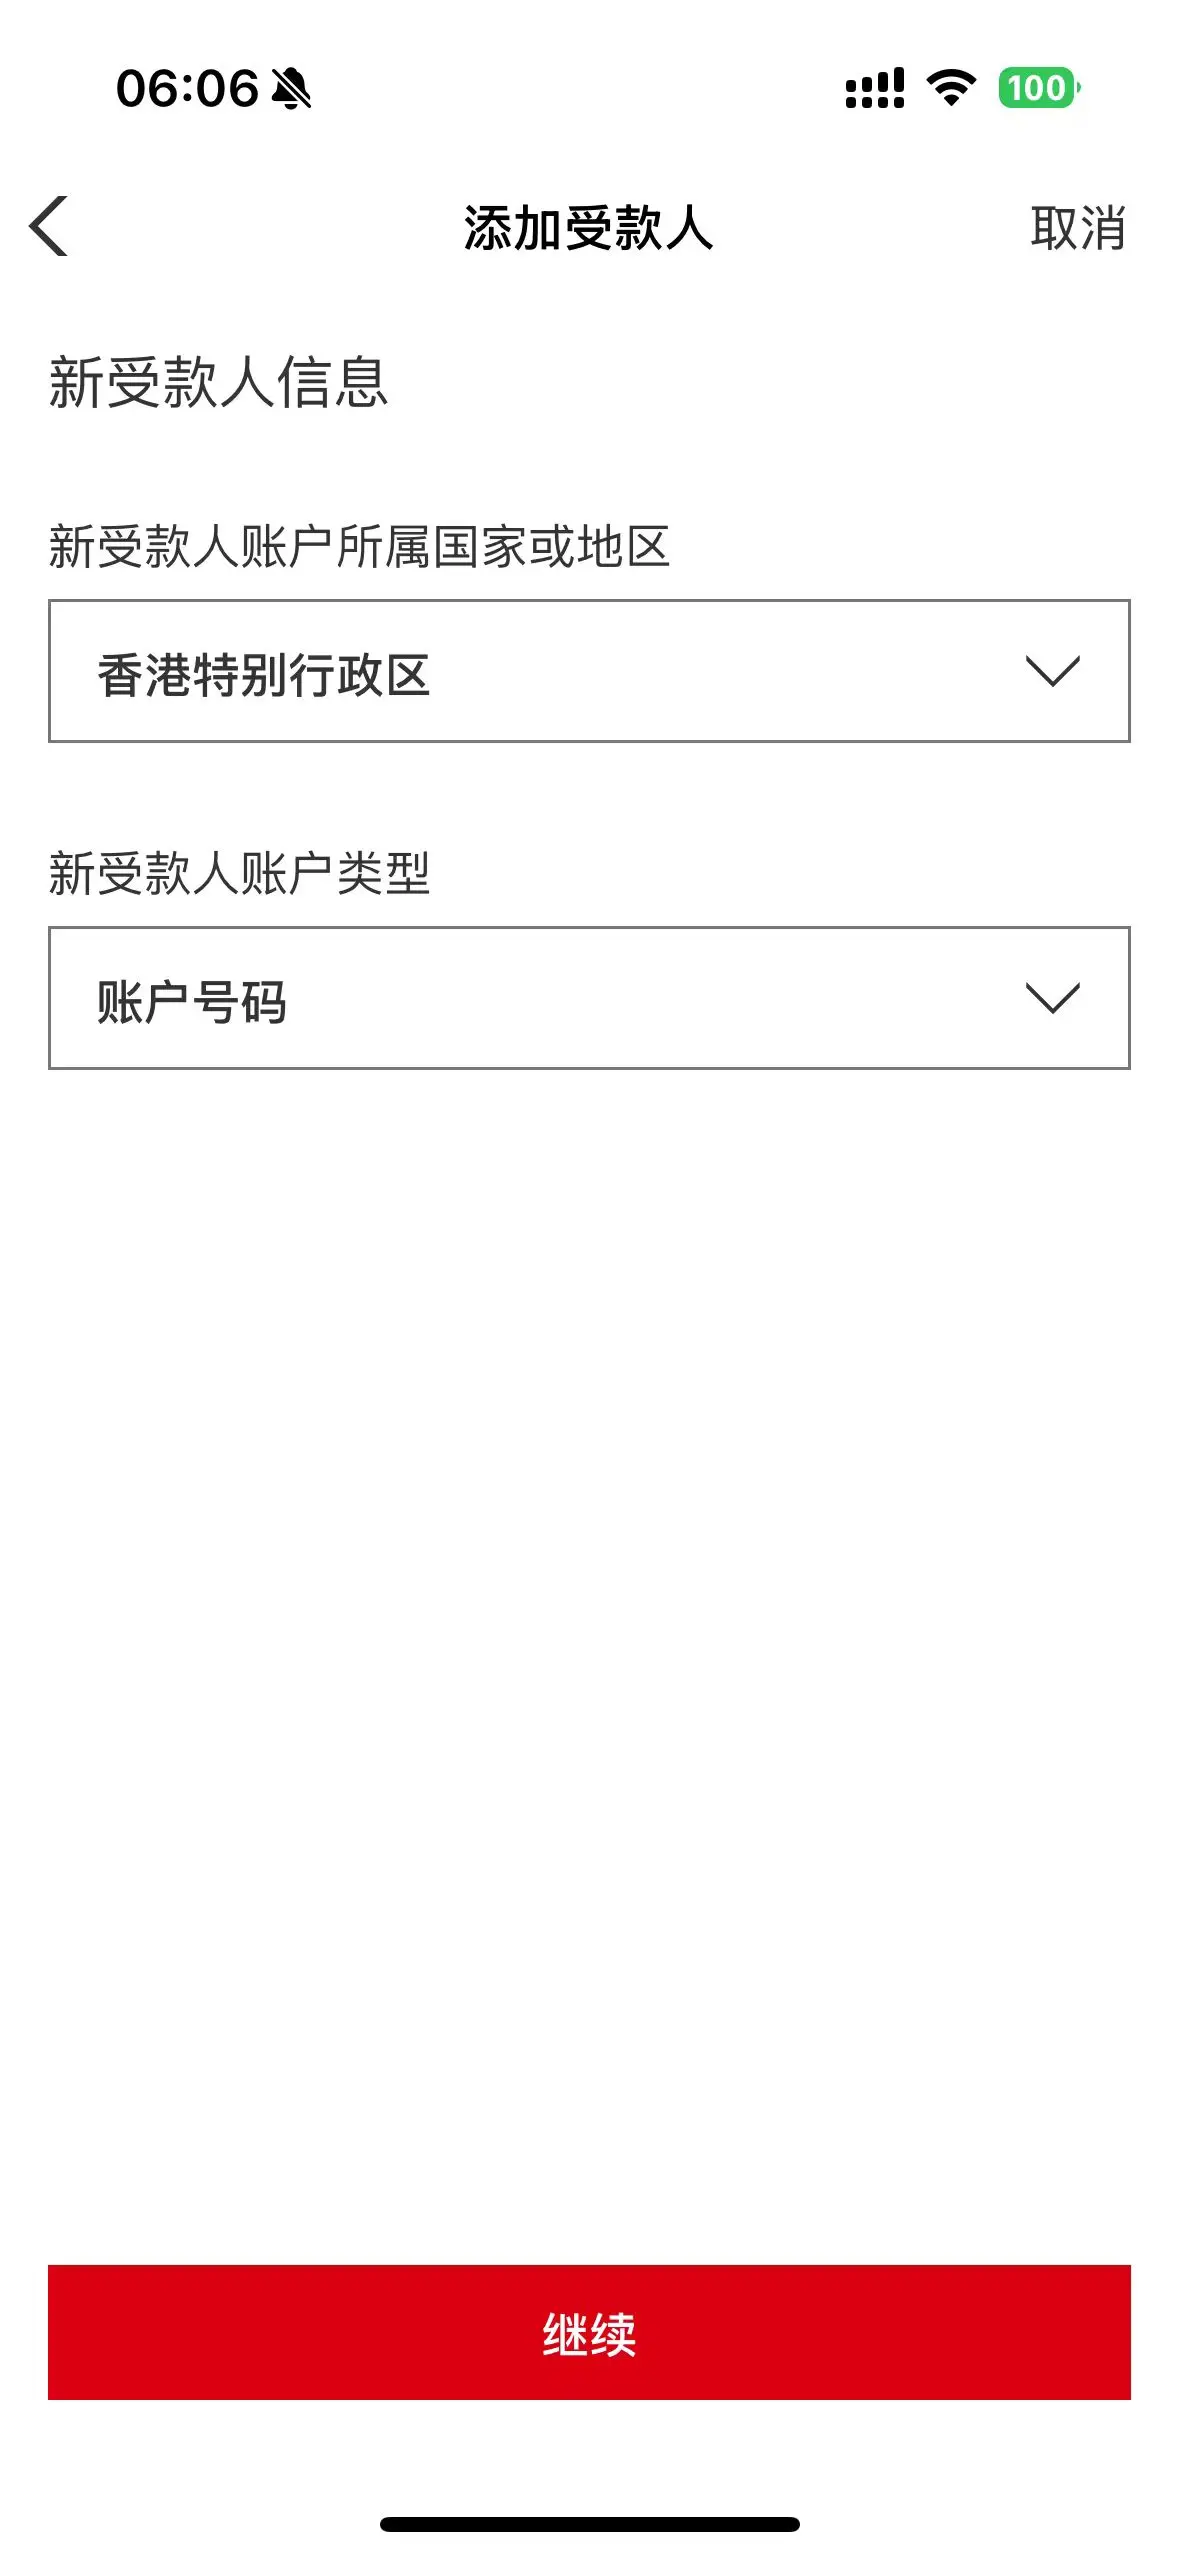 06:06
100
添加受款人
取消
新受款人信息
新受款人账户所属国家或地区
香港特别行政区
新受款人账户类型
账户号码
继续